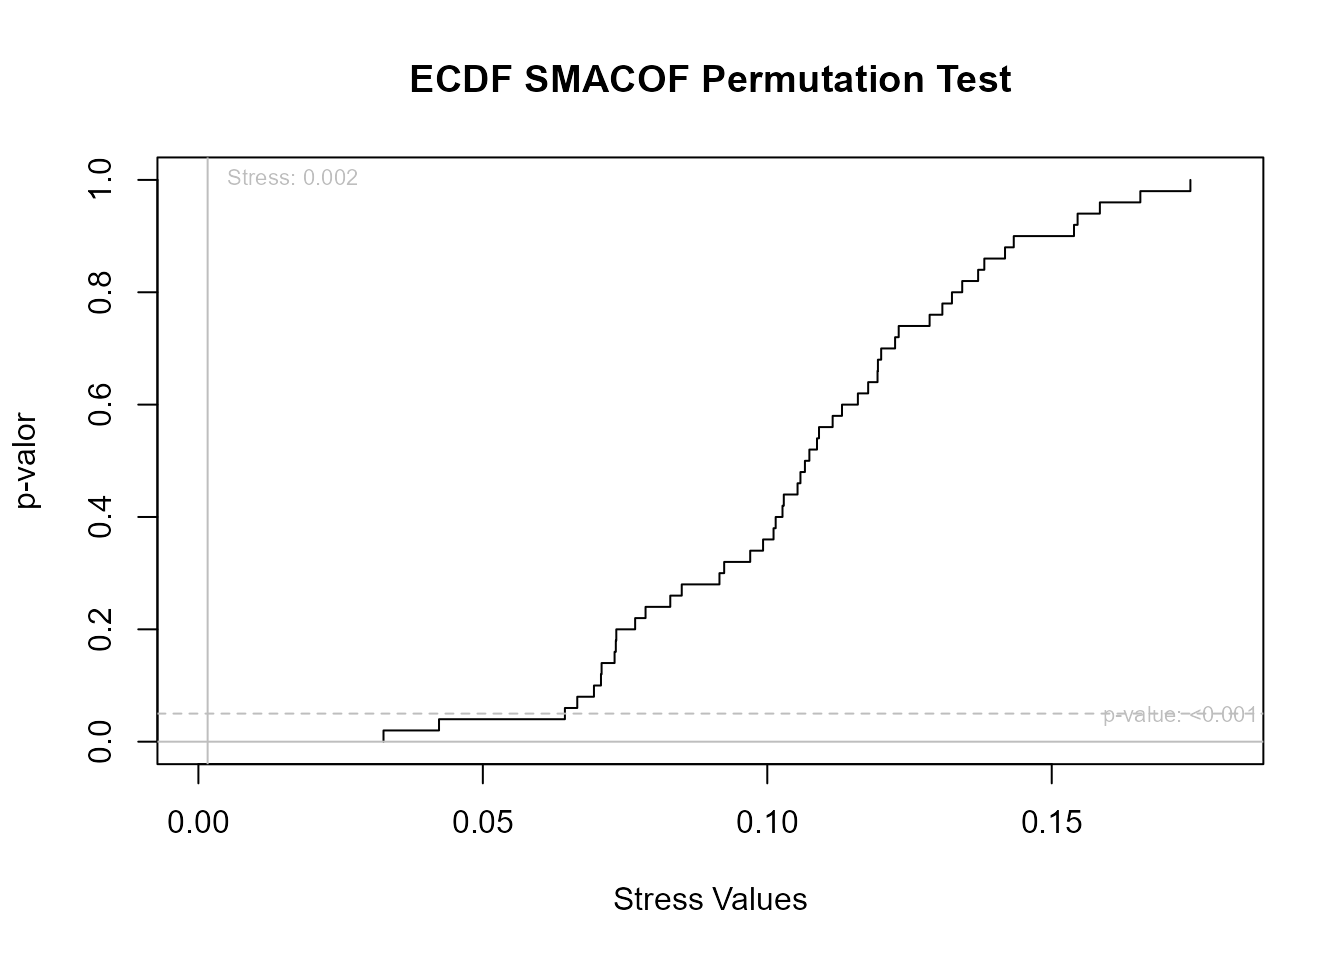 ECDF SMACOF Permutation Test
Stress: 0.002
1.0
0.8
0.6
0.4
0.2
0.0
p-valor
p-value: <0.001
0.00 0.05 0.10 0.15
Stress Values